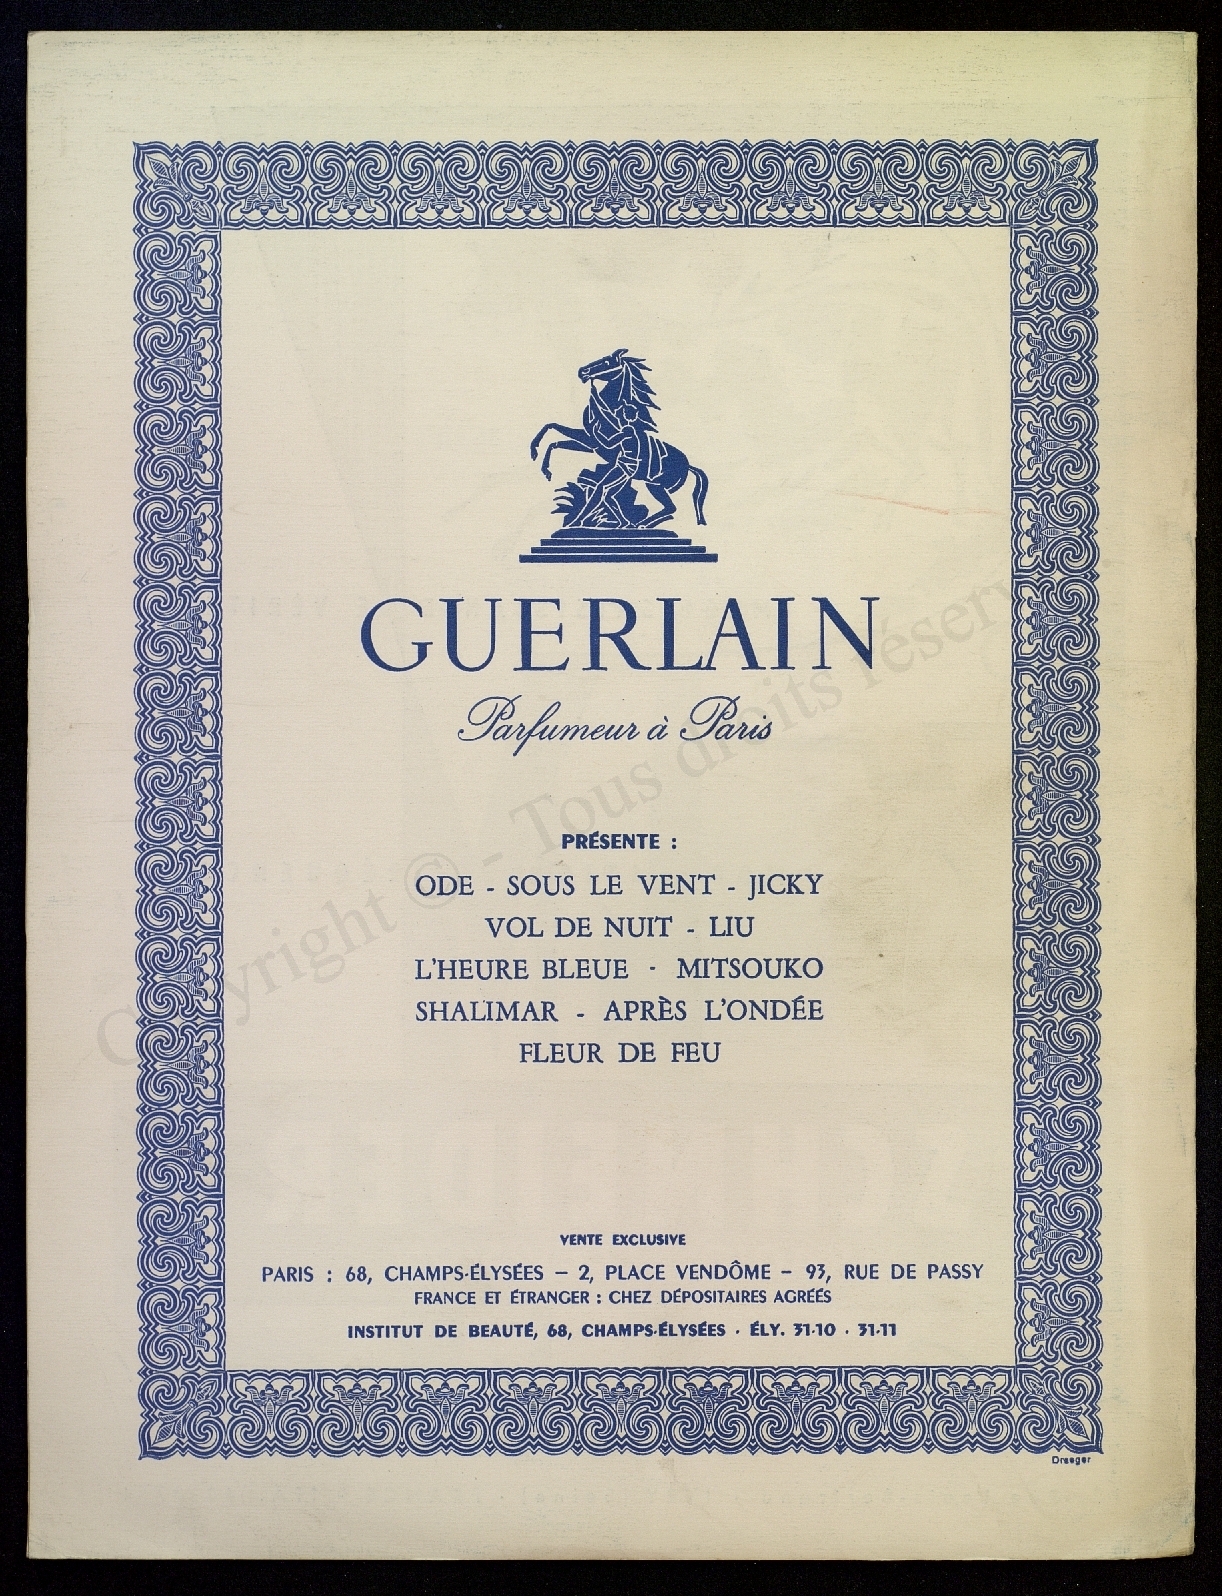 GUERLAIN
Parfumeur à Paris
PRÉSENTE :
ODE - SOUS LE VENT - JICKY
VOL DE NUIT - LIU
L'HEURE BLEUE - MITSOUKO
SHALIMAR - APRÈS L'ONDÉE
FLEUR DE FEU
VENTE EXCLUSIVE
PARIS : 68, CHAMPS-ÉLYSÉES – 2, PLACE VENDÔME – 93, RUE DE PASSY
FRANCE ET ÉTRANGER : CHEZ DÉPOSITAIRES AGRÉÉS
INSTITUT DE BEAUTÉ, 68, CHAMPS-ÉLYSÉES · ÉLY. 31-10 · 31-11
Draeger
Copyright © - Tous droits réserv